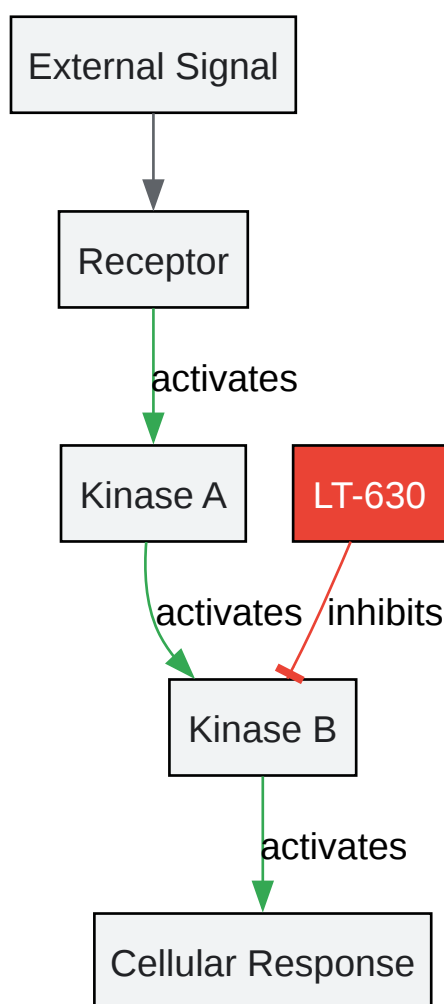 External Signal
Receptor
activates
Kinase A
LT-630
activates
inhibits
Kinase B
activates
Cellular Response